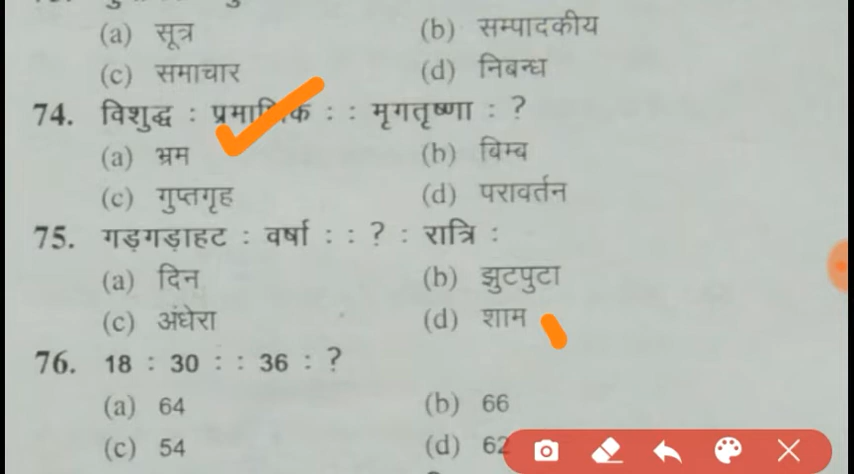 (a) सूत्र (b) सम्पादकीय
(c) समाचार (d) निबन्ध
74. विशुद्ध : प्रमाणिक : : मृगतृष्णा : ?
(a) भ्रम (b) बिम्ब
(c) गुप्तगृह (d) परावर्तन
75. गड़गड़ाहट : वर्षा : : ? : रात्रि :
(a) दिन (b) झुटपुटा
(c) अंधेरा (d) शाम
76. 18 : 30 : : 36 : ?
(a) 64 (b) 66
(c) 54 (d) 62